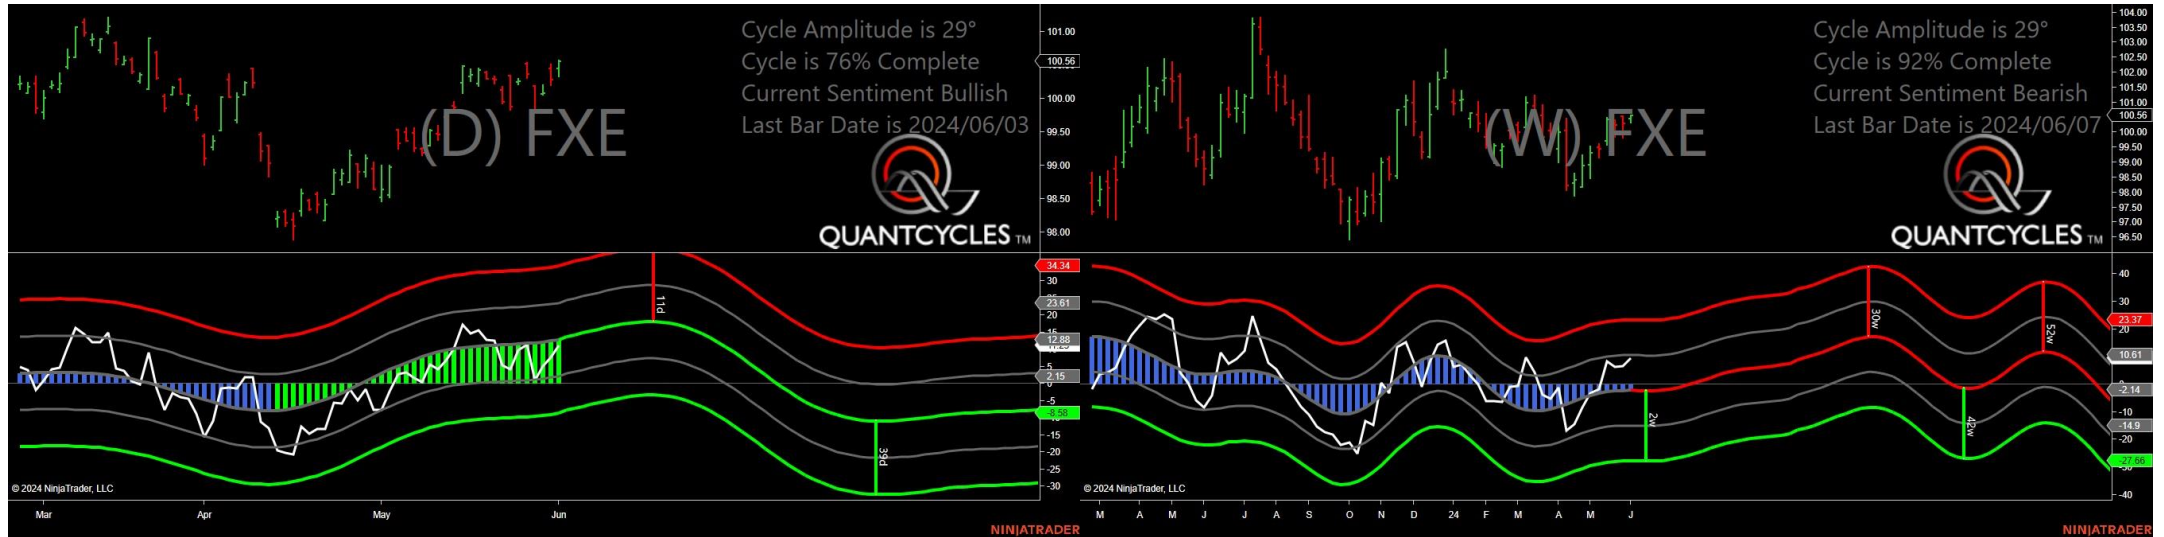 Cycle Amplitude is 29°
Cycle is 76% Complete
Current Sentiment Bullish
Last Bar Date is 2024/06/03
(D) FXE
QUANTCYCLES TM
101.00
100.56
100.00
99.50
99.00
98.50
98.00
34.34
30
23.61
20
15
12.88
5
2.15
0
-5
-8.58
-15
-20
-25
-30
11d
39d
© 2024 NinjaTrader, LLC
Mar Apr May Jun
NINJATRADER
Cycle Amplitude is 29°
Cycle is 92% Complete
Current Sentiment Bearish
Last Bar Date is 2024/06/07
(W) FXE
QUANTCYCLES TM
104.00
103.50
103.00
102.50
102.00
101.50
101.00
100.56
100.00
99.50
99.00
98.50
98.00
97.50
97.00
96.50
40
30
23.37
20
10.61
-2.14
-10
-14.9
-20
-27.66
-40
2w
30w
42w
52w
© 2024 NinjaTrader, LLC
M A M J J A S O N D 24 F M A M J
NINJATRADER